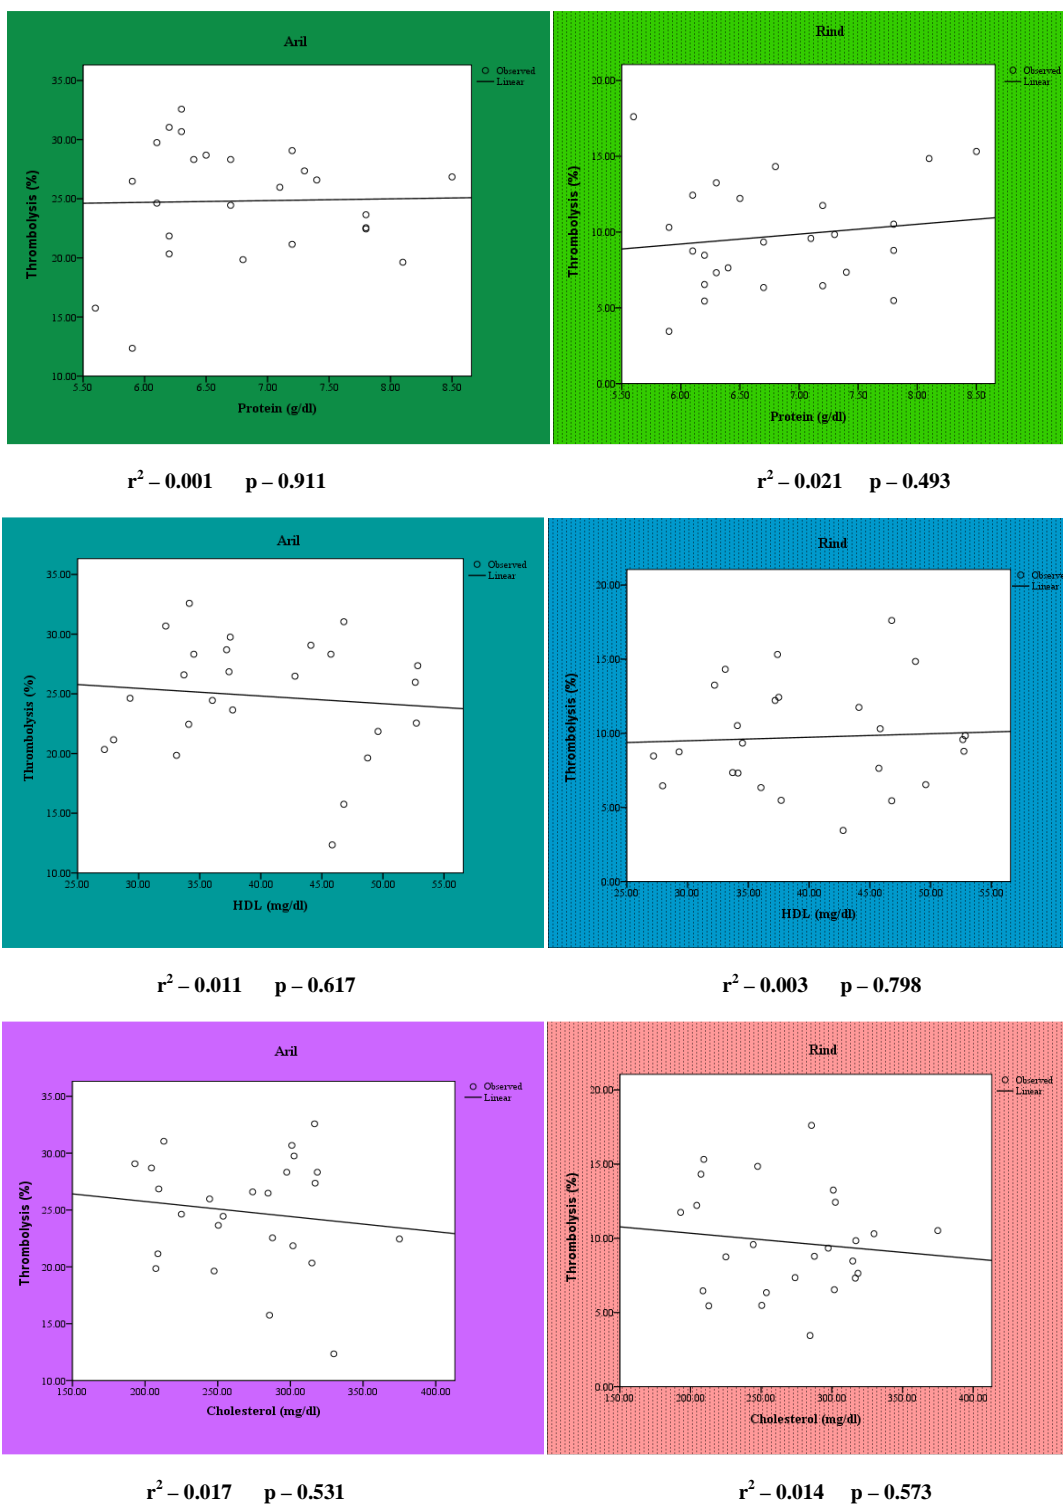 Aril
Observed
Linear
35.00
30.00
25.00
20.00
15.00
10.00
Thrombolysis (%)
5.50 6.00 6.50 7.00 7.50 8.00 8.50
Protein (g/dl)
Rind
Observed
Linear
20.00
15.00
10.00
5.00
0.00
Thrombolysis (%)
5.50 6.00 6.50 7.00 7.50 8.00 8.50
Protein (g/dl)
r² – 0.001 p – 0.911
r² – 0.021 p – 0.493
Aril
Observed
Linear
35.00
30.00
25.00
20.00
15.00
10.00
Thrombolysis (%)
25.00 30.00 35.00 40.00 45.00 50.00 55.00
HDL (mg/dl)
Rind
Observed
Linear
20.00
15.00
10.00
5.00
0.00
Thrombolysis (%)
25.00 30.00 35.00 40.00 45.00 50.00 55.00
HDL (mg/dl)
r² – 0.011 p – 0.617
r² – 0.003 p – 0.798
Aril
Observed
Linear
35.00
30.00
25.00
20.00
15.00
10.00
Thrombolysis (%)
150.00 200.00 250.00 300.00 350.00 400.00
Cholesterol (mg/dl)
Rind
Observed
Linear
20.00
15.00
10.00
5.00
0.00
Thrombolysis (%)
150.00 200.00 250.00 300.00 350.00 400.00
Cholesterol (mg/dl)
r² – 0.017 p – 0.531
r² – 0.014 p – 0.573